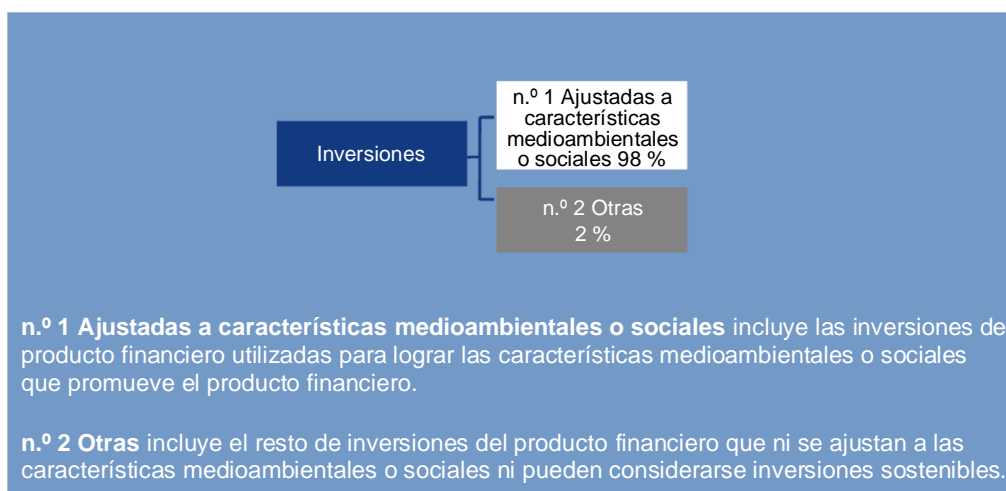 Inversiones
n.º 1 Ajustadas a
características
medioambientales
o sociales 98 %
n.º 2 Otras
2 %
n.º 1 Ajustadas a características medioambientales o sociales incluye las inversiones de
producto financiero utilizadas para lograr las características medioambientales o sociales
que promueve el producto financiero.
n.º 2 Otras incluye el resto de inversiones del producto financiero que ni se ajustan a las
características medioambientales o sociales ni pueden considerarse inversiones sostenibles.